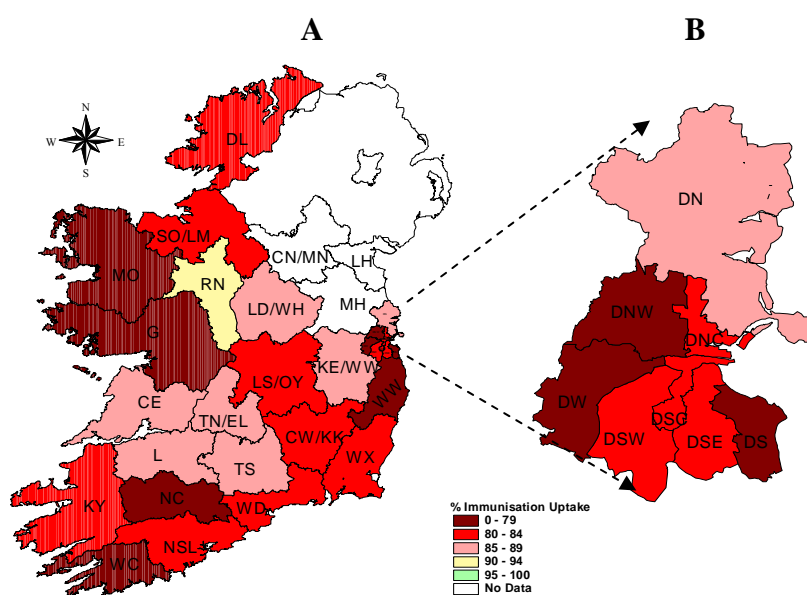 A
B
N
W E
S
DL
SO/LM
MO
RN
CN/MN
LH
MH
LD/WH
G
KE/WW
LS/OY
WW
CE
TN/EL
CW/KK
L
TS
WX
KY
NC
WD
NSL
WC
DN
DNW
DNC
DW
DSW
DSC
DSE
DS
% Immunisation Uptake
0 - 79
80 - 84
85 - 89
90 - 94
95 - 100
No Data